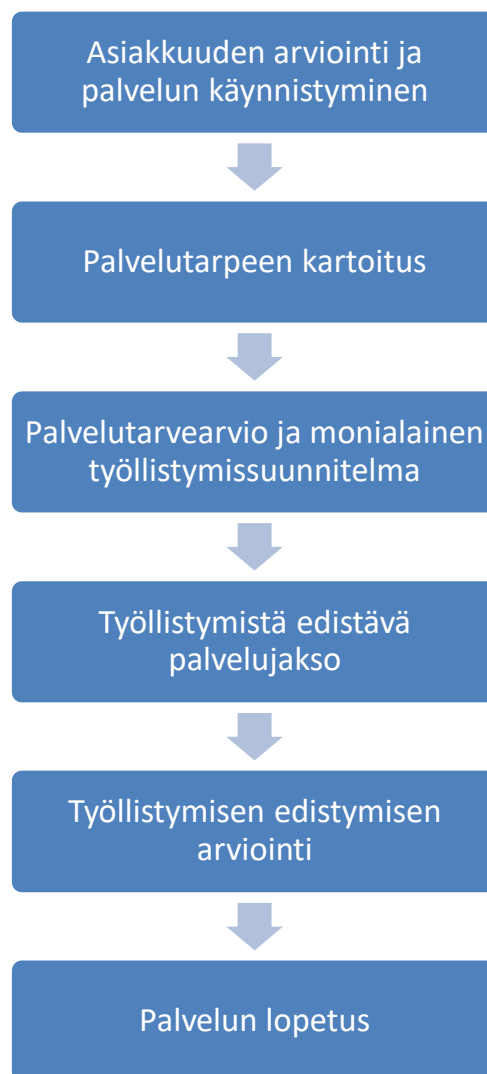 Asiakkuuden arviointi ja
palvelun käynnistyminen
Palvelutarpeen kartoitus
Palvelutarvearvio ja monialainen
työllistymissuunnitelma
Työllistymistä edistävä
palvelujakso
Työllistymisen edistymisen
arviointi
Palvelun lopetus